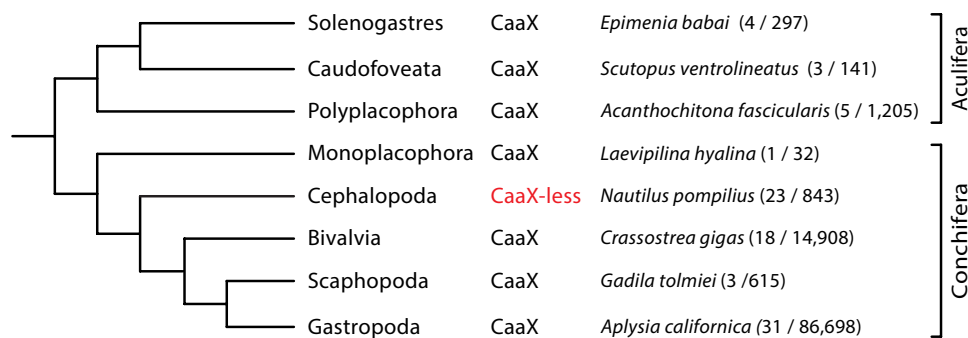 Solenogastres CaaX Epimenia babai (4 / 297)
Caudofoveata CaaX Scutopus ventrolineatus (3 / 141)
Polyplacophora CaaX Acanthochitona fascicularis (5 / 1,205)
Aculifera
Monoplacophora CaaX Laevipilina hyalina (1 / 32)
Cephalopoda CaaX-less Nautilus pompilius (23 / 843)
Bivalvia CaaX Crassostrea gigas (18 / 14,908)
Scaphopoda CaaX Gadila tolmiei (3 /615)
Gastropoda CaaX Aplysia californica (31 / 86,698)
Conchifera